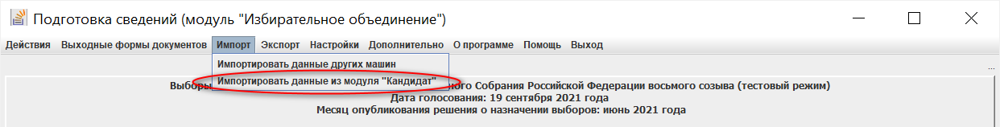 Подготовка сведений (модуль "Избирательное объединение")
Действия Выходные формы документов Импорт Экспорт Настройки Дополнительно О программе Помощь Выход
Импортировать данные других машин
Импортировать данные из модуля "Кандидат"
...
Выборы ного Собрания Российской Федерации восьмого созыва (тестовый режим)
Дата голосования: 19 сентября 2021 года
Месяц опубликования решения о назначении выборов: июнь 2021 года